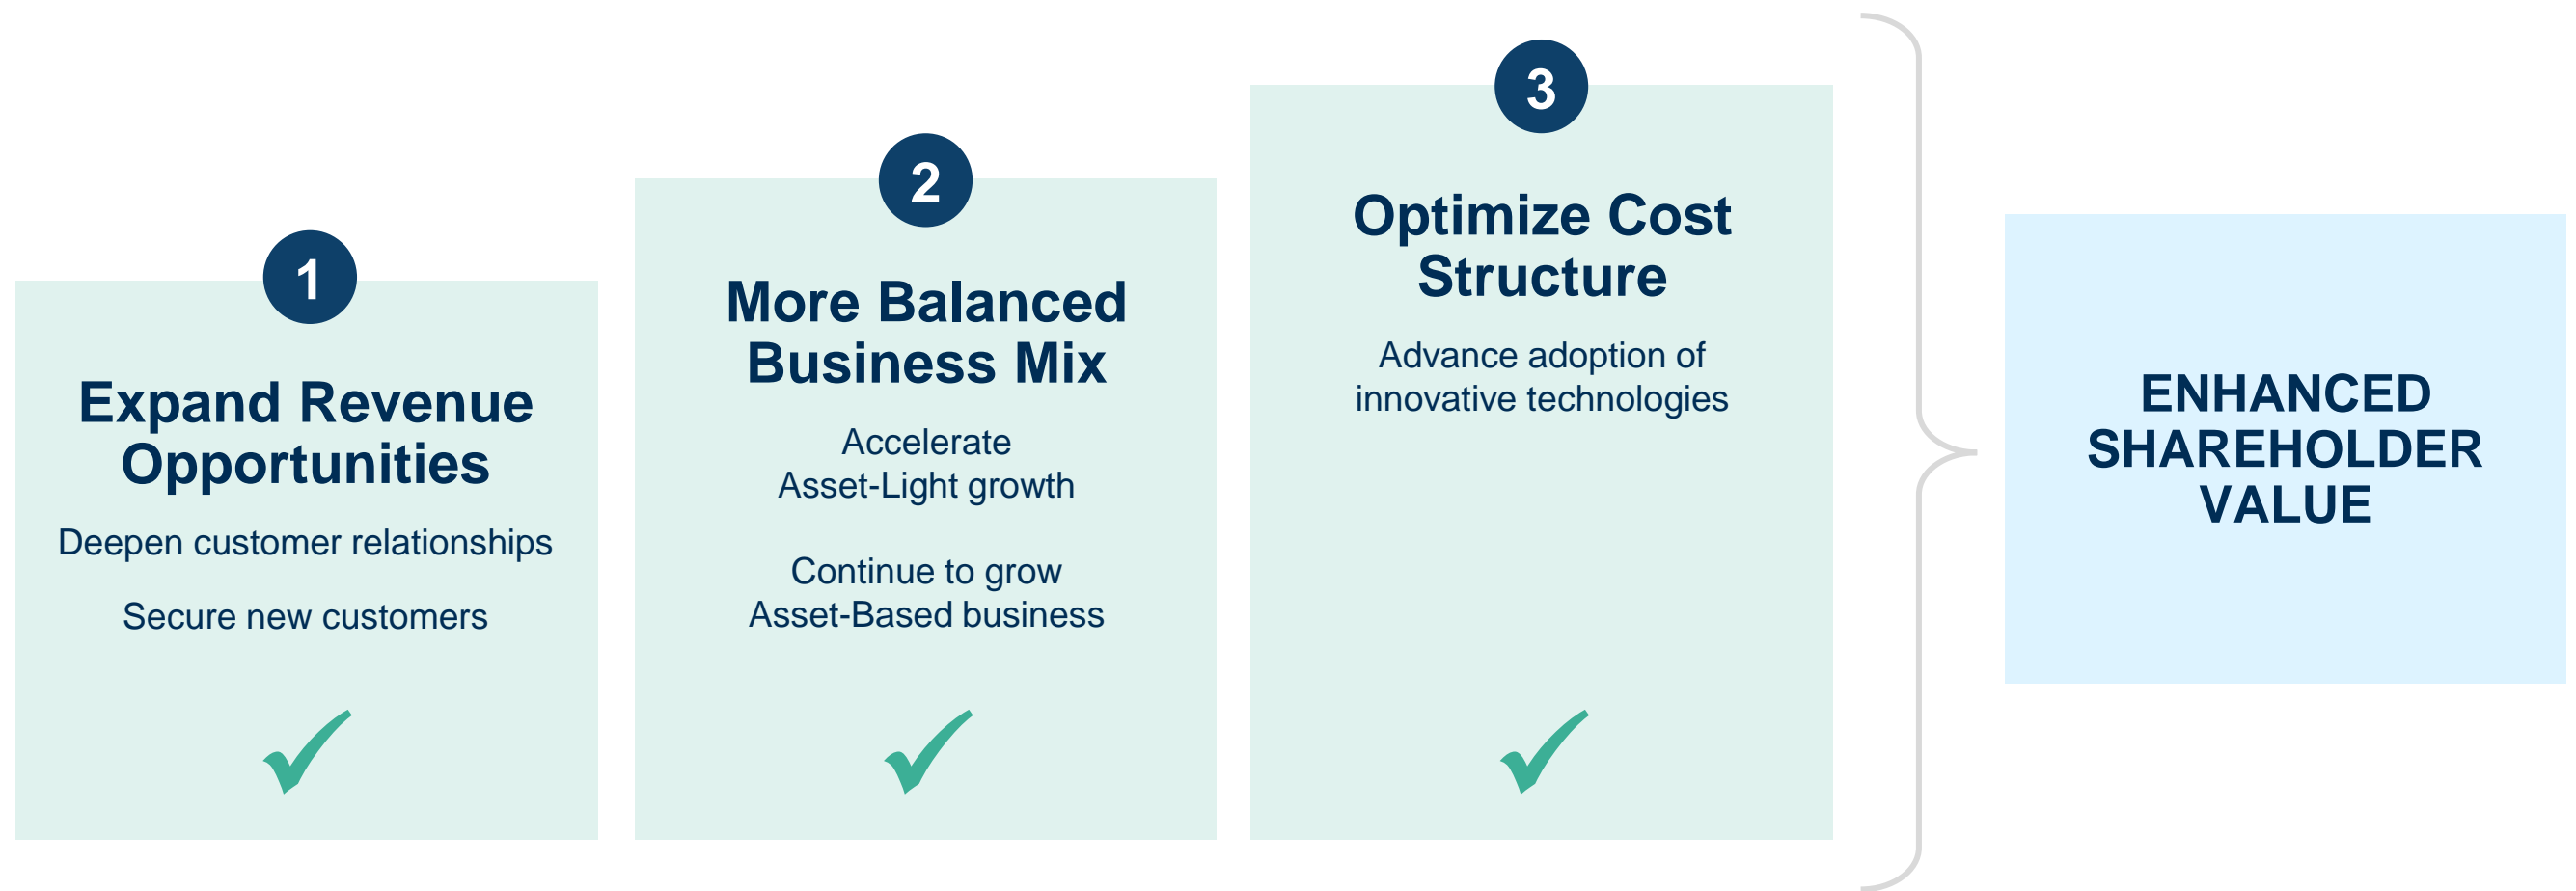 1
Expand Revenue
Opportunities
Deepen customer relationships
Secure new customers
2
More Balanced
Business Mix
Accelerate
Asset-Light growth
Continue to grow
Asset-Based business
3
Optimize Cost
Structure
Advance adoption of
innovative technologies
ENHANCED
SHAREHOLDER
VALUE